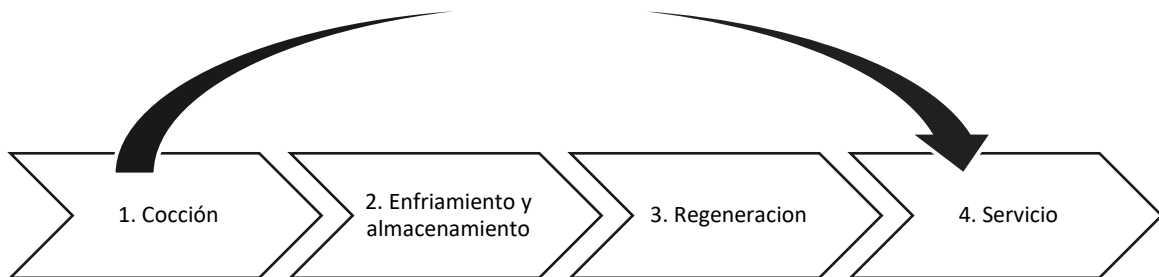 1. Cocción
2. Enfriamiento y
almacenamiento
3. Regeneracion
4. Servicio